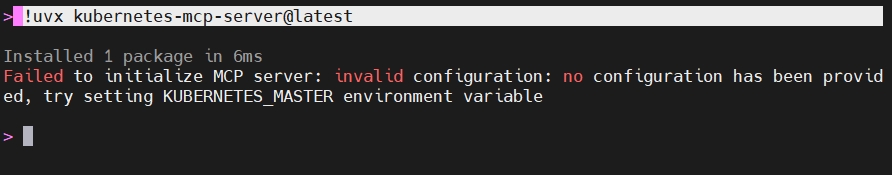 > !uvx kubernetes-mcp-server@latest
Installed 1 package in 6ms
Failed to initialize MCP server: invalid configuration: no configuration has been provid
ed, try setting KUBERNETES_MASTER environment variable
>